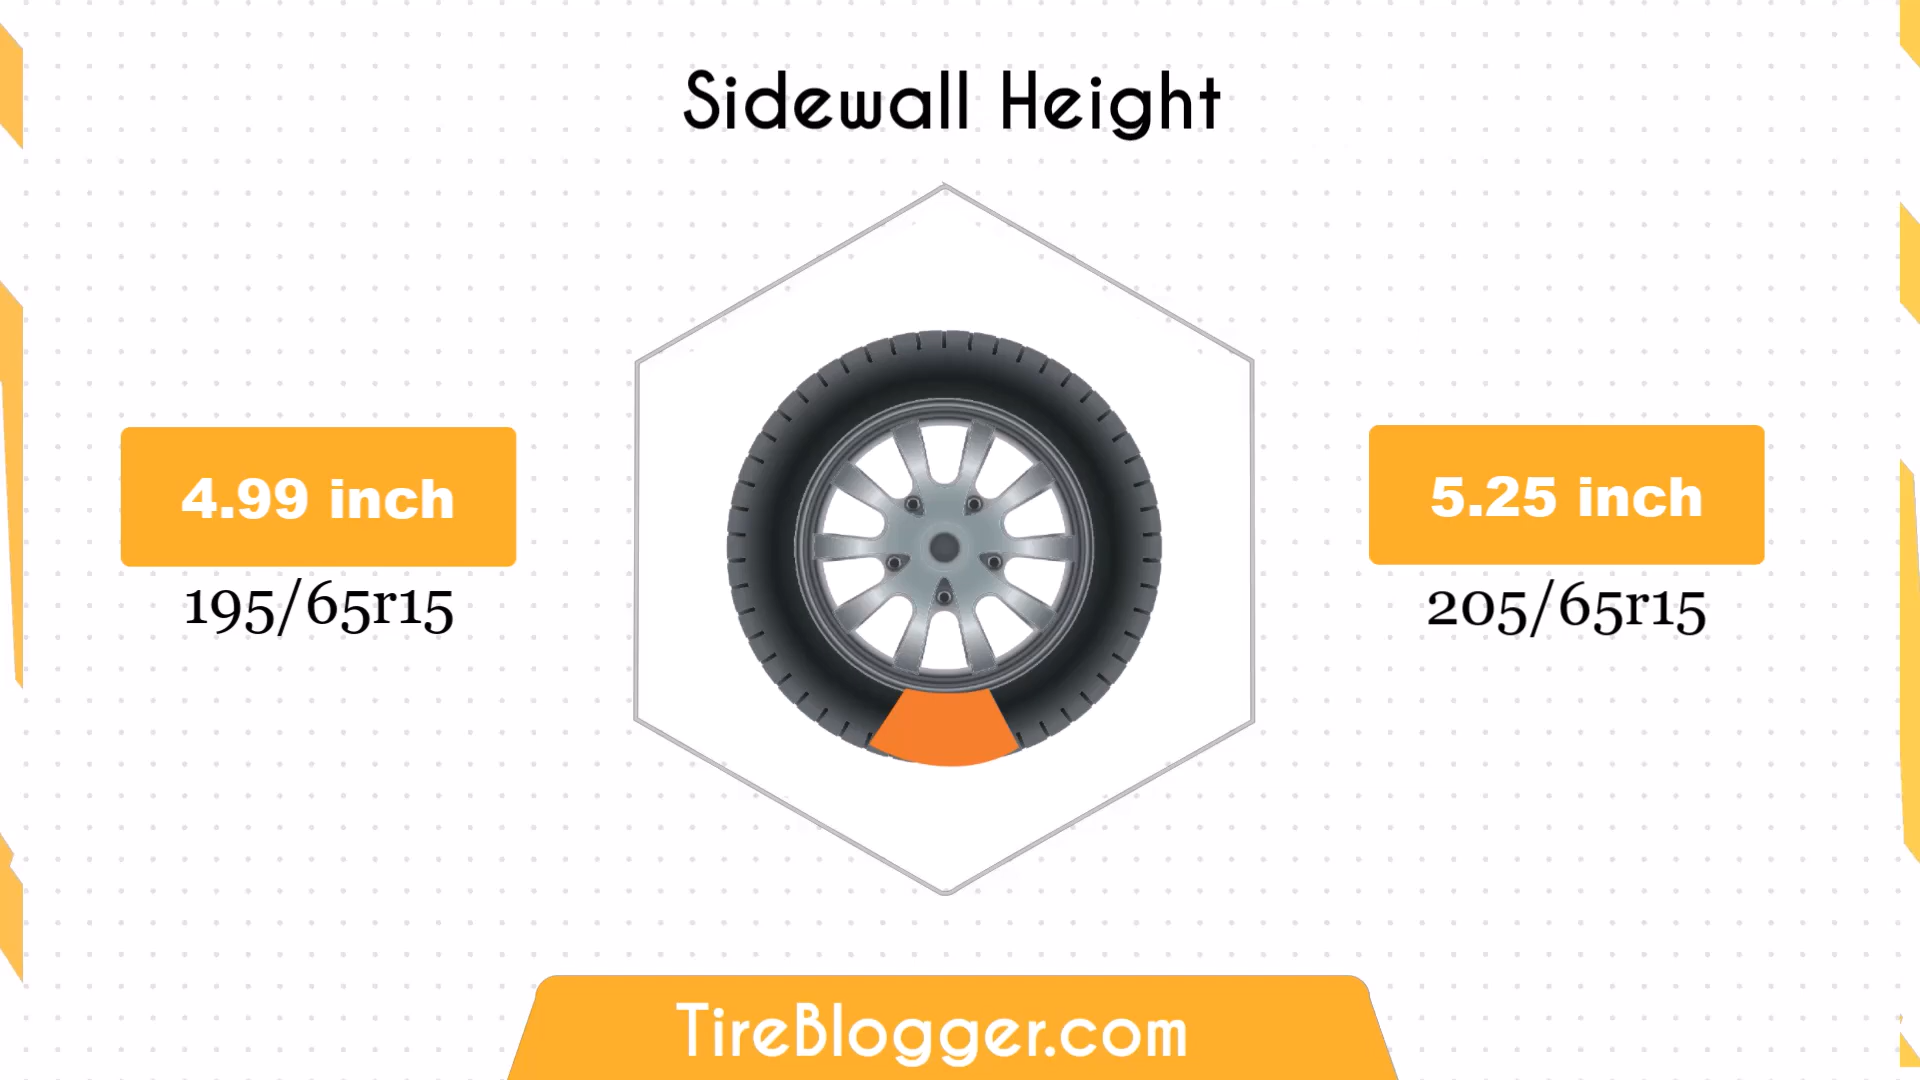 Sidewall Height
4.99 inch
195/65r15
5.25 inch
205/65r15
TireBlogger.com